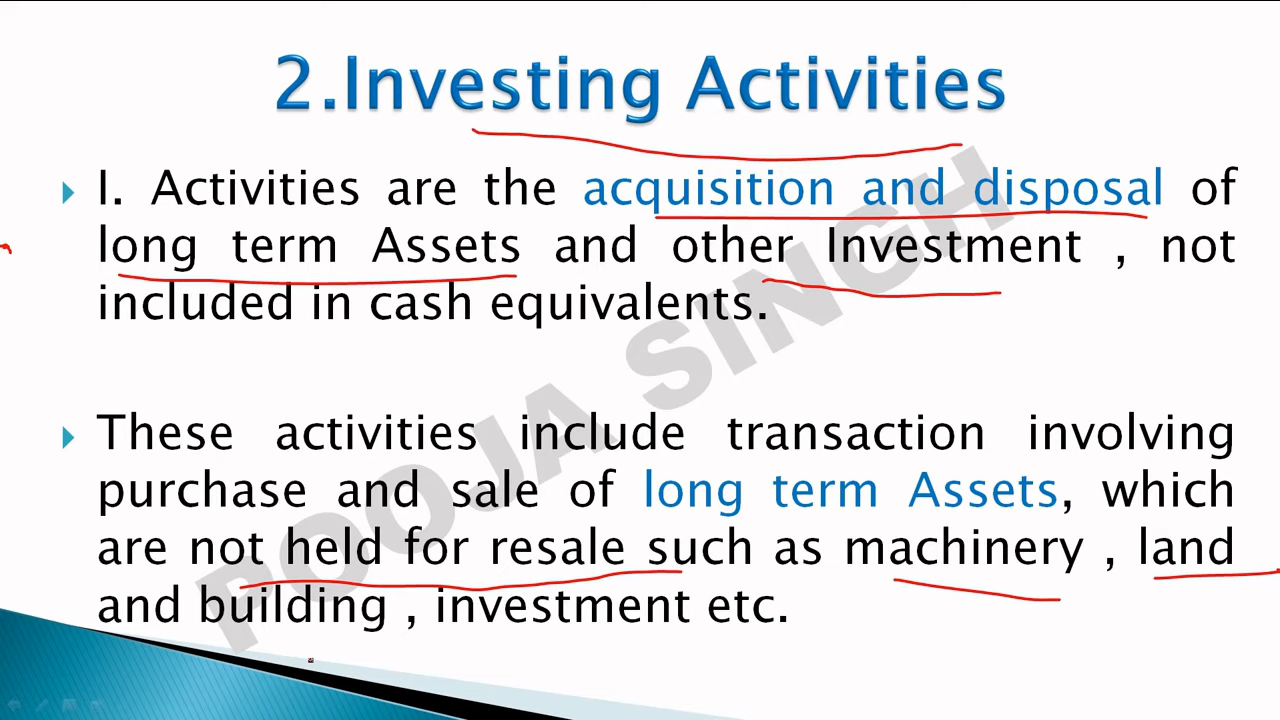 2.Investing Activities
I. Activities are the acquisition and disposal of
long term Assets and other Investment , not
included in cash equivalents.
These activities include transaction involving
purchase and sale of long term Assets, which
are not held for resale such as machinery , land
and building , investment etc.
POOJA SINGH